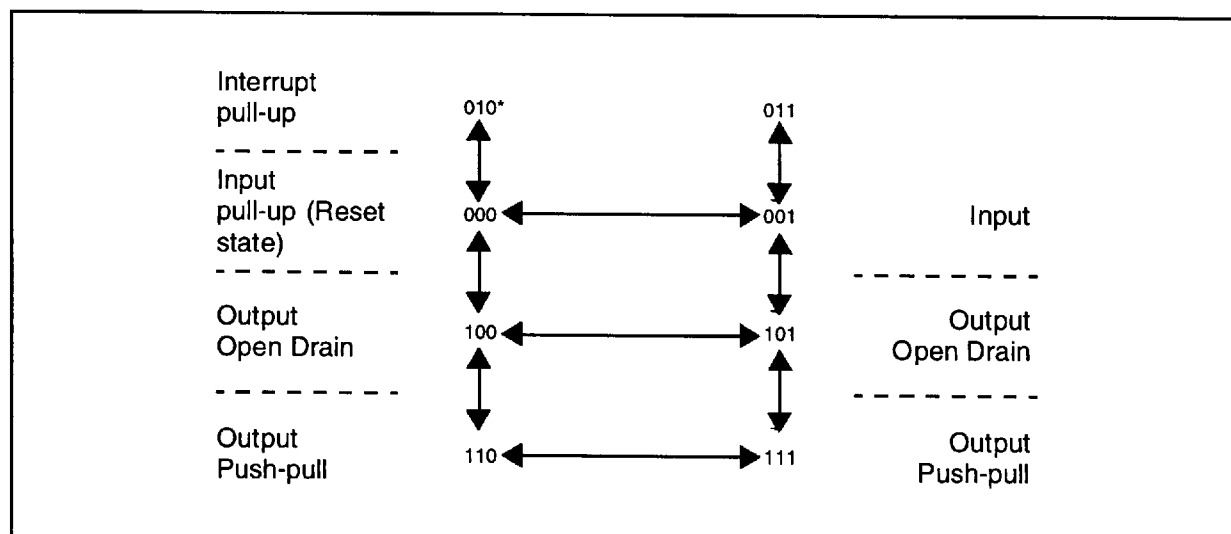 Interrupt
pull-up
010*
011
Input
pull-up (Reset
state)
000
001
Input
Output
Open Drain
100
101
Output
Open Drain
Output
Push-pull
110
111
Output
Push-pull